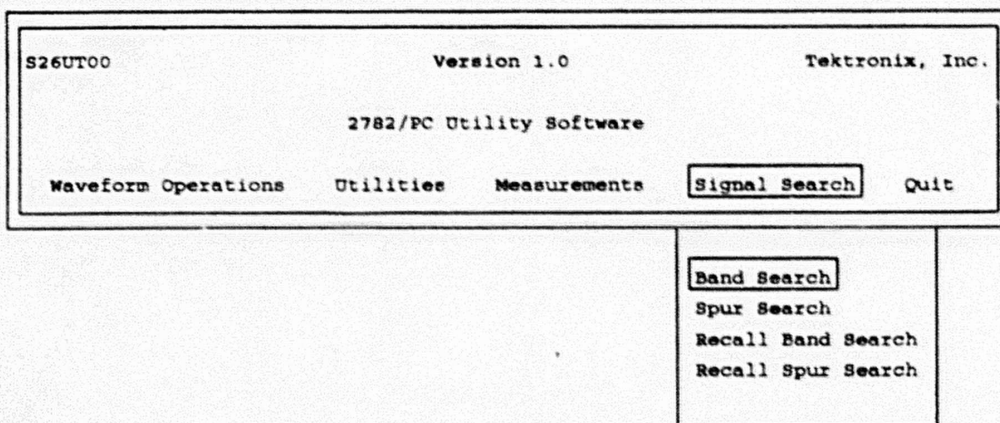 S26UT00 Version 1.0 Tektronix, Inc.
2782/PC Utility Software
Waveform Operations Utilities Measurements Signal Search Quit
Band Search
Spur Search
Recall Band Search
Recall Spur Search